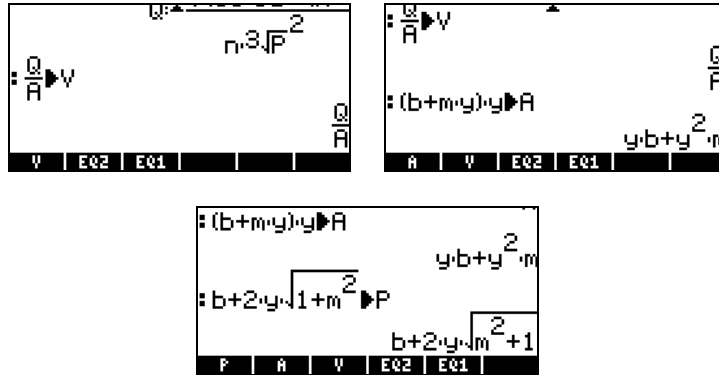 Q:
n·³√P²
:Q/A▶V
Q/A
V EQ2 EQ1
:Q/A▶V
Q/A
:(b+m·y)·y▶A
y·b+y²·m
A V EQ2 EQ1
:(b+m·y)·y▶A
y·b+y²·m
:b+2·y·√1+m²▶P
b+2·y·√m²+1
P A V EQ2 EQ1